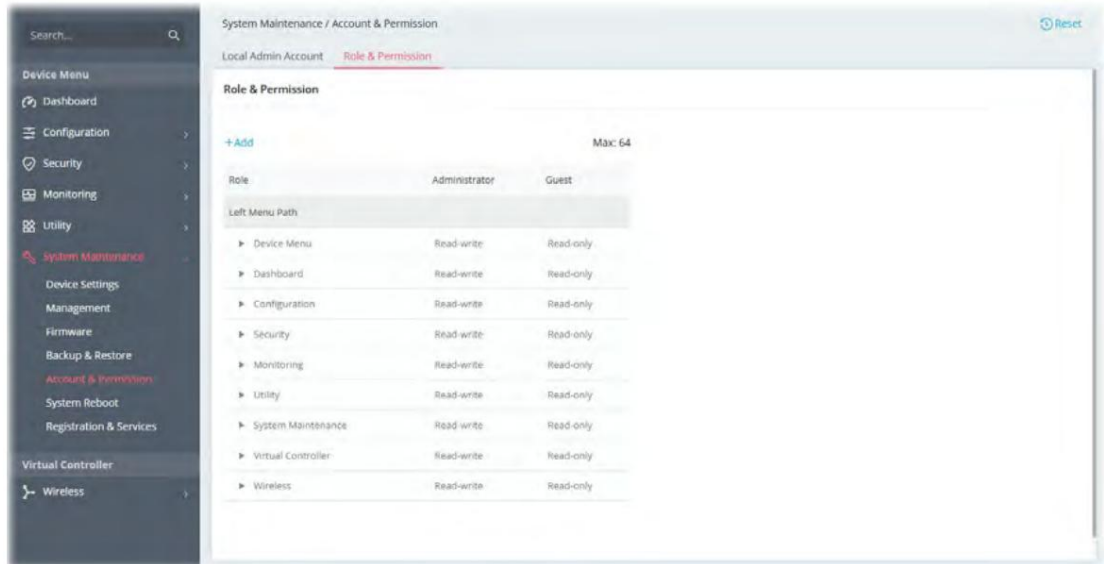 Search...
Device Menu
Dashboard
Configuration
Security
Monitoring
Utility
System Maintenance
Device Settings
Management
Firmware
Backup & Restore
Account & Permission
System Reboot
Registration & Services
Virtual Controller
Wireless
System Maintenance / Account & Permission
Reset
Local Admin Account Role & Permission
Role & Permission
+Add Max: 64
Role Administrator Guest
Left Menu Path
Device Menu Read-write Read-only
Dashboard Read-write Read-only
Configuration Read-write Read-only
Security Read-write Read-only
Monitoring Read-write Read-only
Utility Read-write Read-only
System Maintenance Read-write Read-only
Virtual Controller Read-write Read-only
Wireless Read-write Read-only